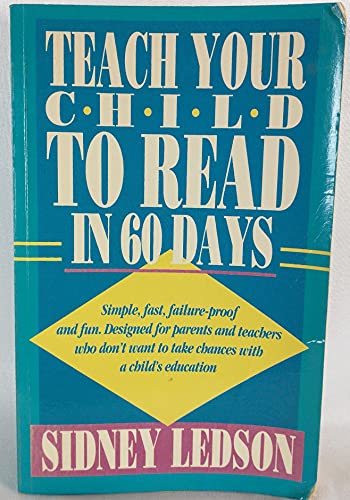 TEACH YOUR
C•H•I•L•D
TO READ
IN 60 DAYS
Simple, fast, failure-proof
and fun. Designed for parents and teachers
who don't want to take chances with
a child's education
SIDNEY LEDSON